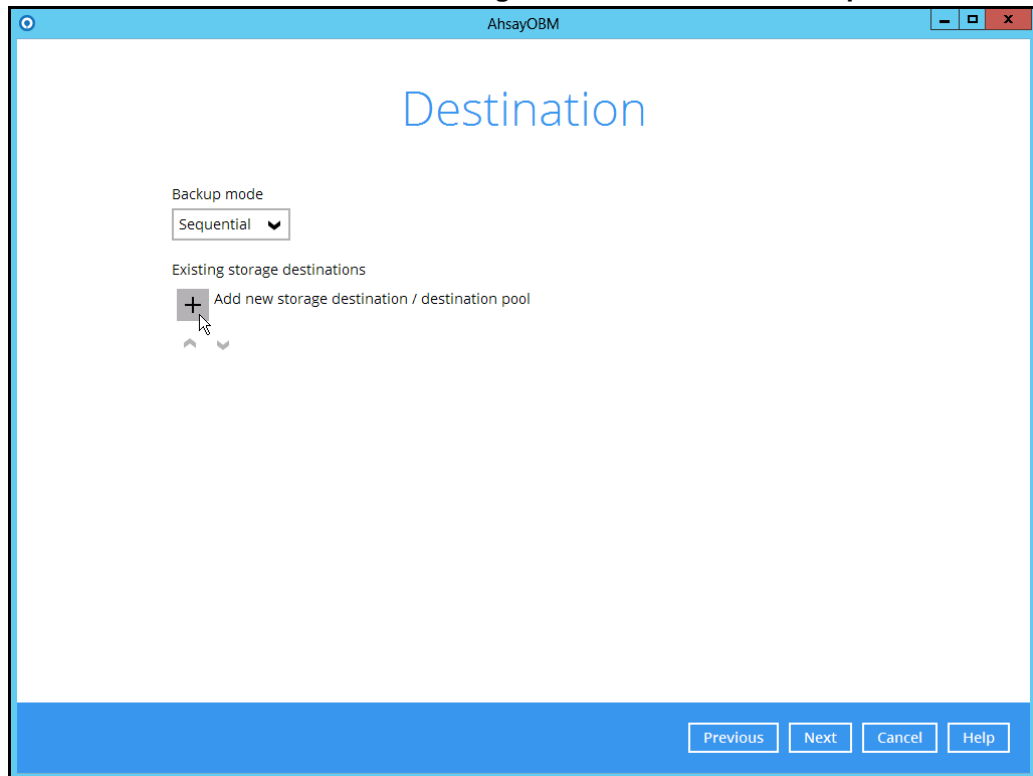 AhsayOBM
Destination
Backup mode
Sequential
Existing storage destinations
Add new storage destination / destination pool
Previous Next Cancel Help